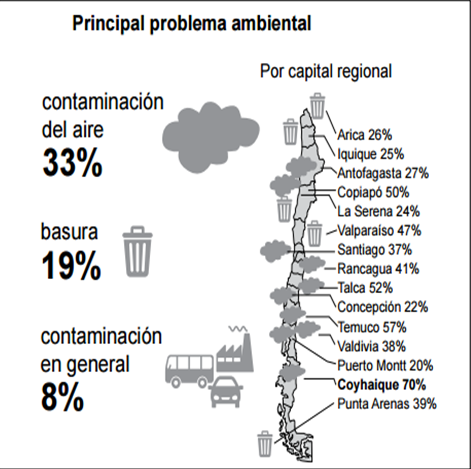 Principal problema ambiental
Por capital regional
contaminación
del aire
33%
basura
19%
contaminación
en general
8%
Arica 26%
Iquique 25%
Antofagasta 27%
Copiapó 50%
La Serena 24%
Valparaíso 47%
Santiago 37%
Rancagua 41%
Talca 52%
Concepción 22%
Temuco 57%
Valdivia 38%
Puerto Montt 20%
Coyhaique 70%
Punta Arenas 39%